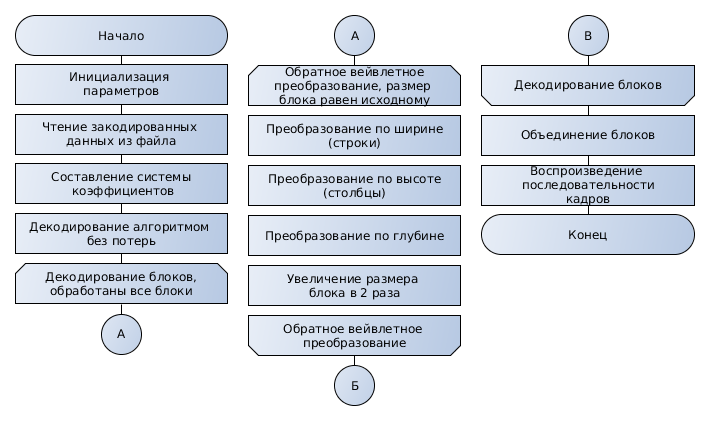 Начало
Инициализация
параметров
Чтение закодированных
данных из файла
Составление системы
коэффициентов
Декодирование алгоритмом
без потерь
Декодирование блоков,
обработаны все блоки
А
А
Обратное вейвлетное
преобразование, размер
блока равен исходному
Преобразование по ширине
(строки)
Преобразование по высоте
(столбцы)
Преобразование по глубине
Увеличение размера
блока в 2 раза
Обратное вейвлетное
преобразование
Б
В
Декодирование блоков
Объединение блоков
Воспроизведение
последовательности
кадров
Конец